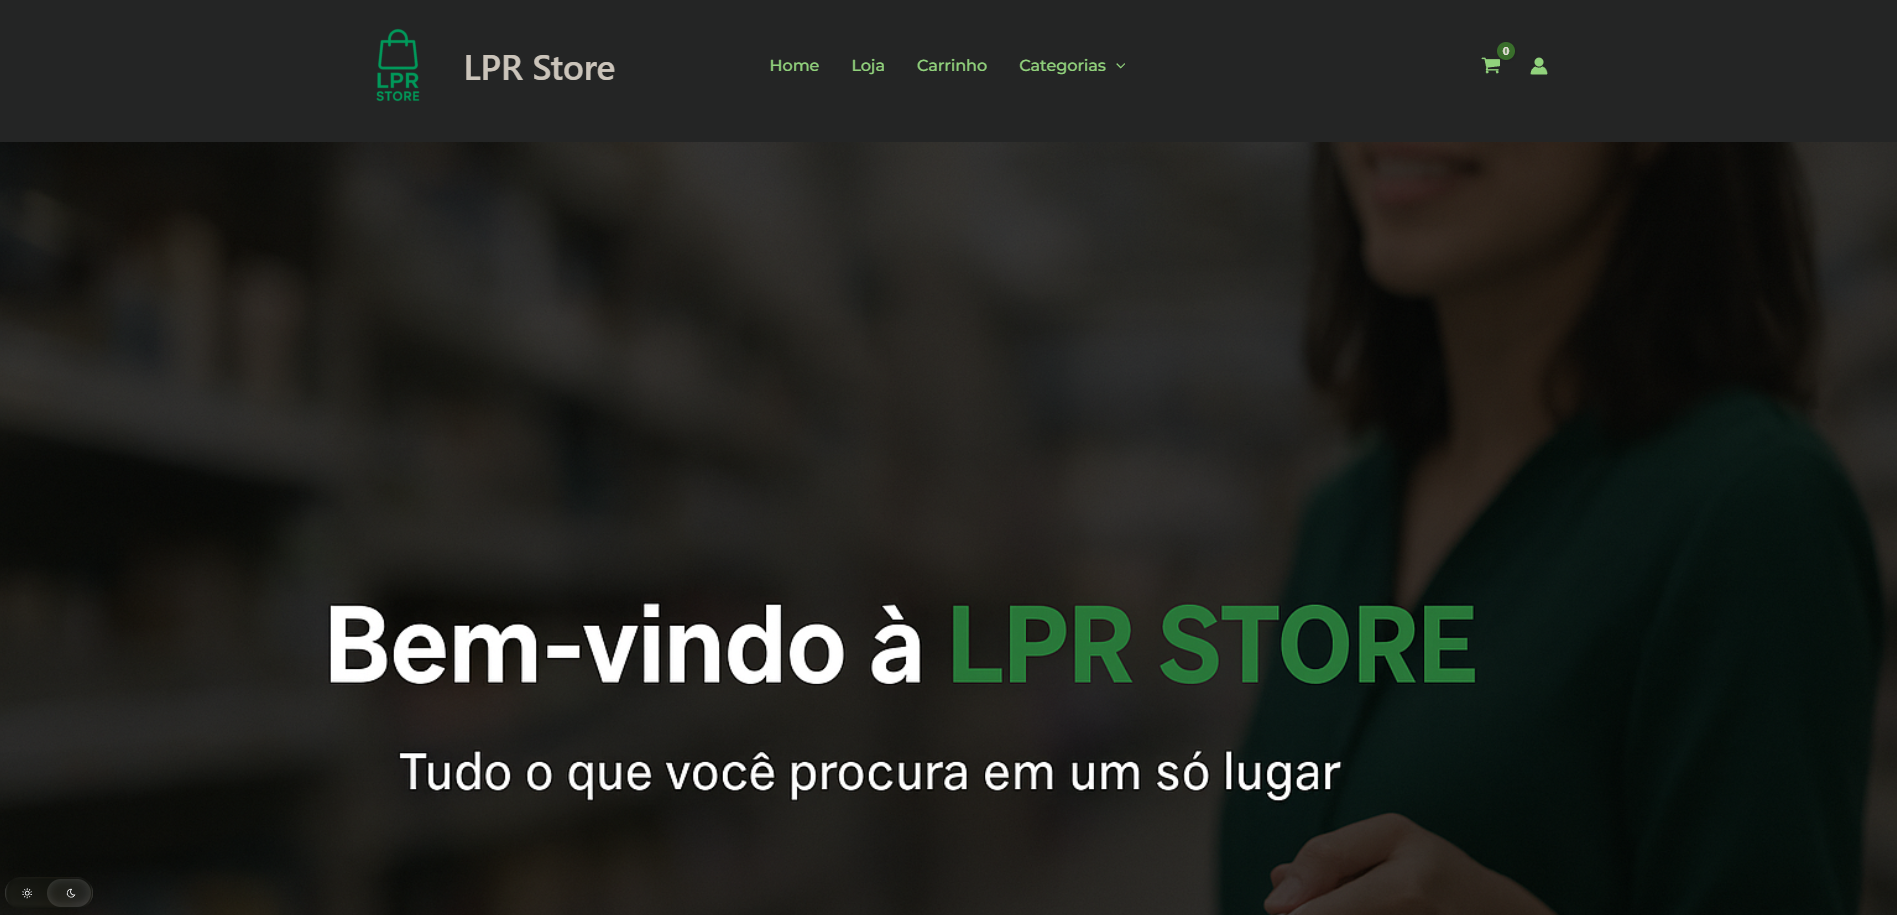 LPR
STORE
LPR Store
Home Loja Carrinho Categorias
0
Bem-vindo à LPR STORE
Tudo o que você procura em um só lugar